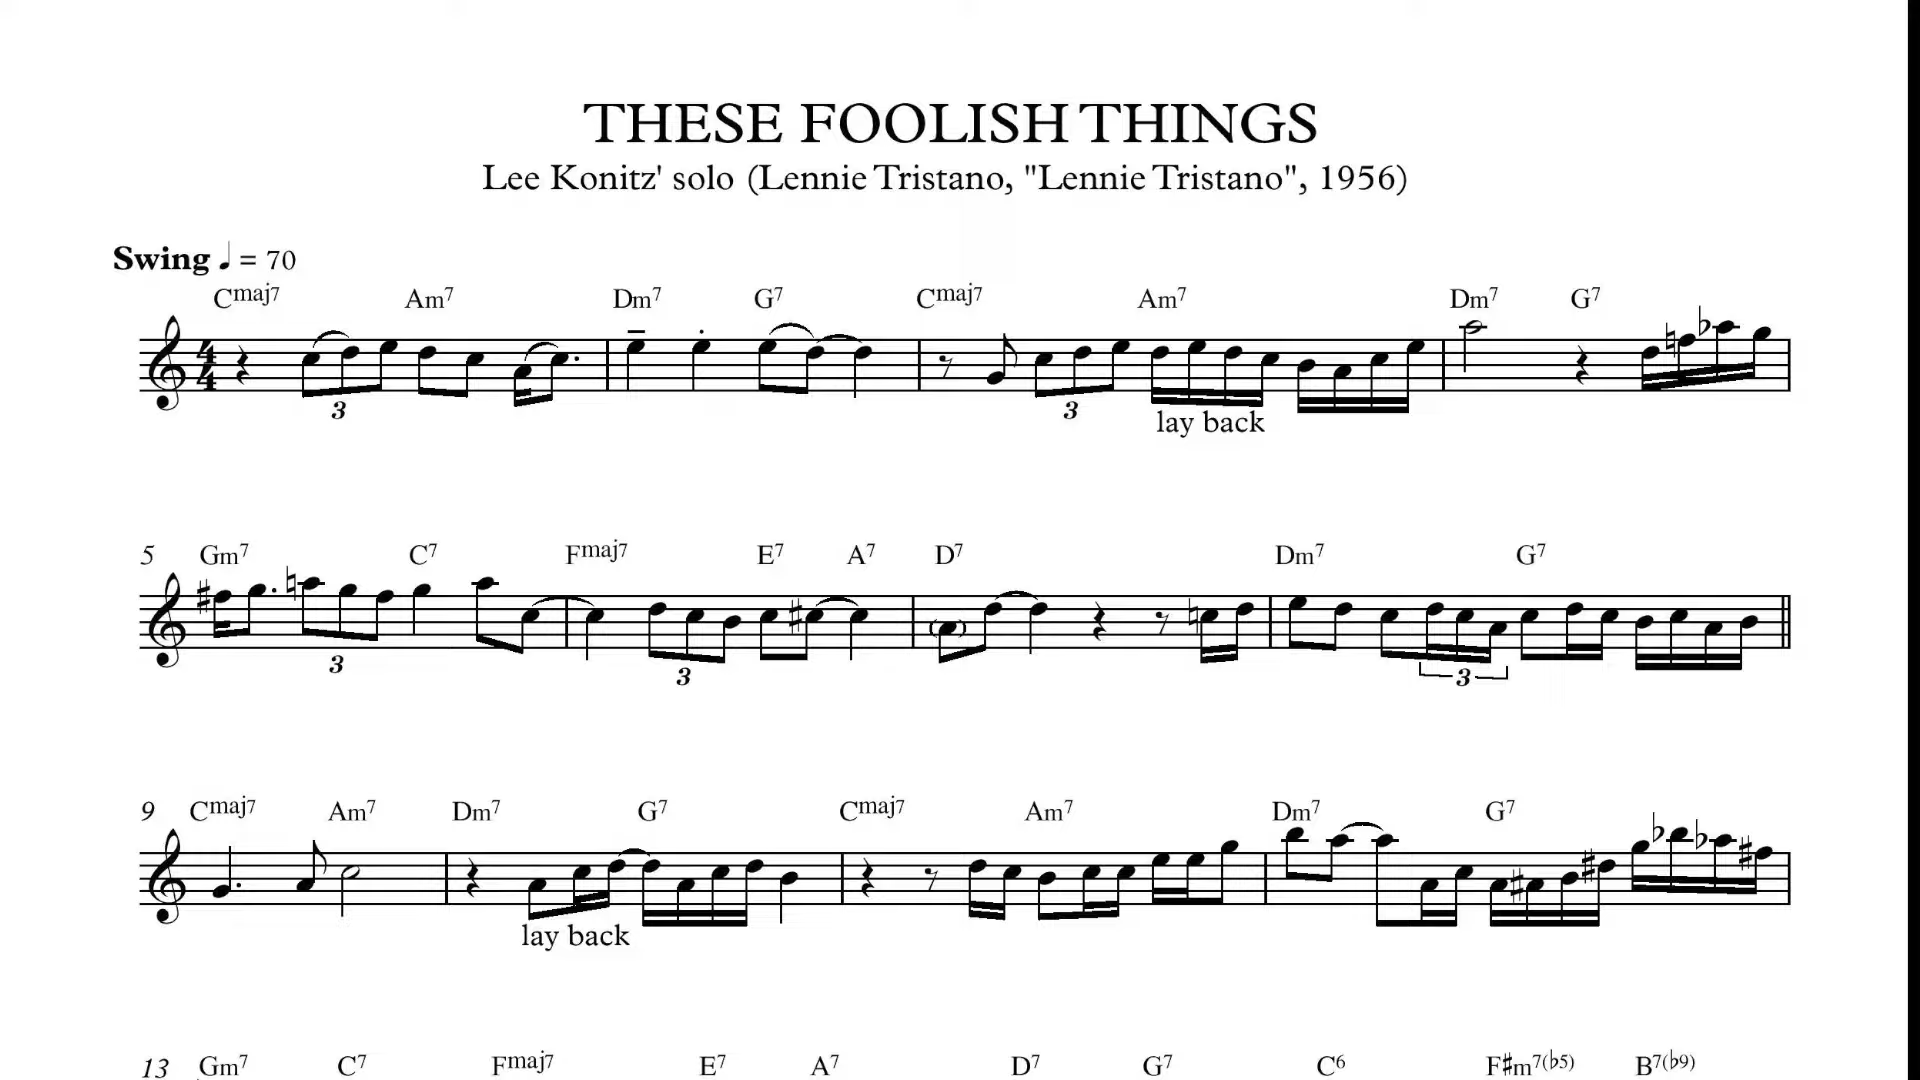 THESE FOOLISH THINGS
Lee Konitz' solo (Lennie Tristano, "Lennie Tristano", 1956)
Swing ♩ = 70
Cmaj7 Am7 Dm7 G7 Cmaj7 Am7 Dm7 G7
3 3
lay back
5 Gm7 C7 Fmaj7 E7 A7 D7 Dm7 G7
3 3 3
9 Cmaj7 Am7 Dm7 G7 Cmaj7 Am7 Dm7 G7
lay back
13 Gm7 C7 Fmaj7 E7 A7 D7 G7 C6 F#m7(b5) B7(b9)